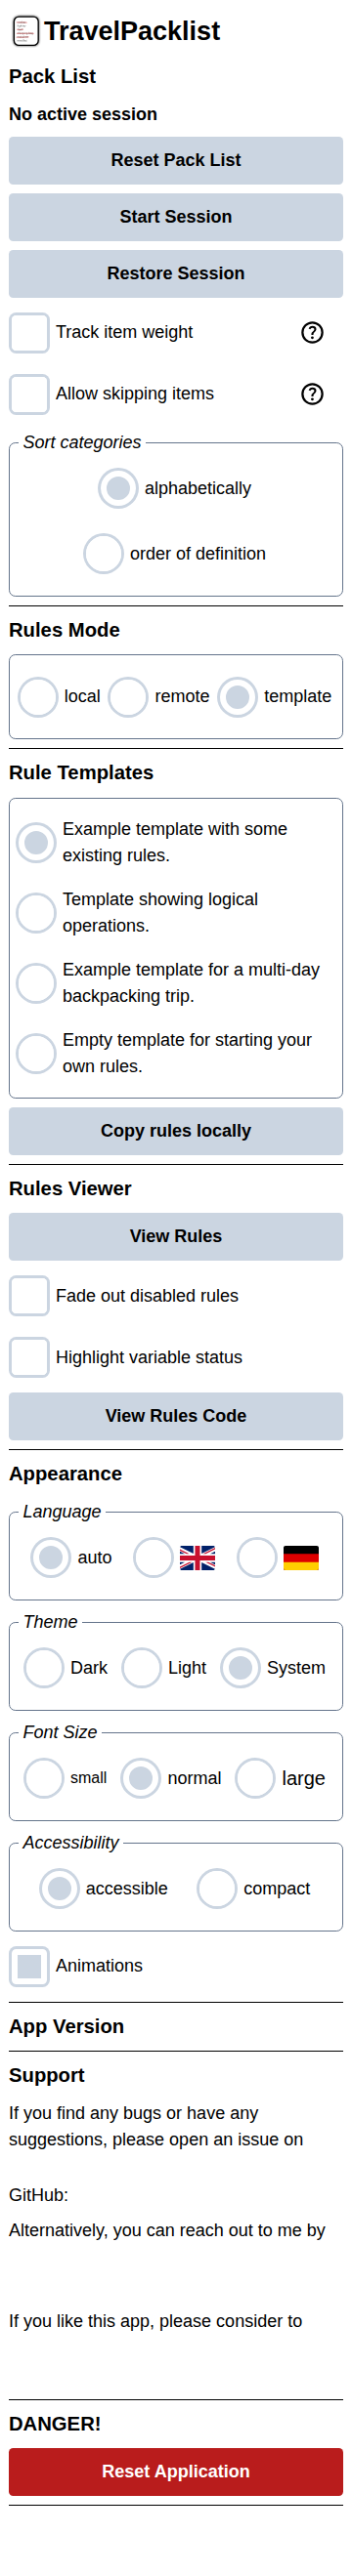 TravelPacklist
Pack List
No active session
Reset Pack List
Start Session
Restore Session
Track item weight
Allow skipping items
Sort categories
alphabetically
order of definition
Rules Mode
local remote template
Rule Templates
Example template with some
existing rules.
Template showing logical
operations.
Example template for a multi-day
backpacking trip.
Empty template for starting your
own rules.
Copy rules locally
Rules Viewer
View Rules
Fade out disabled rules
Highlight variable status
View Rules Code
Appearance
Language
auto
Theme
Dark Light System
Font Size
small normal large
Accessibility
accessible compact
Animations
App Version
Support
If you find any bugs or have any
suggestions, please open an issue on
GitHub:
Alternatively, you can reach out to me by
If you like this app, please consider to
DANGER!
Reset Application